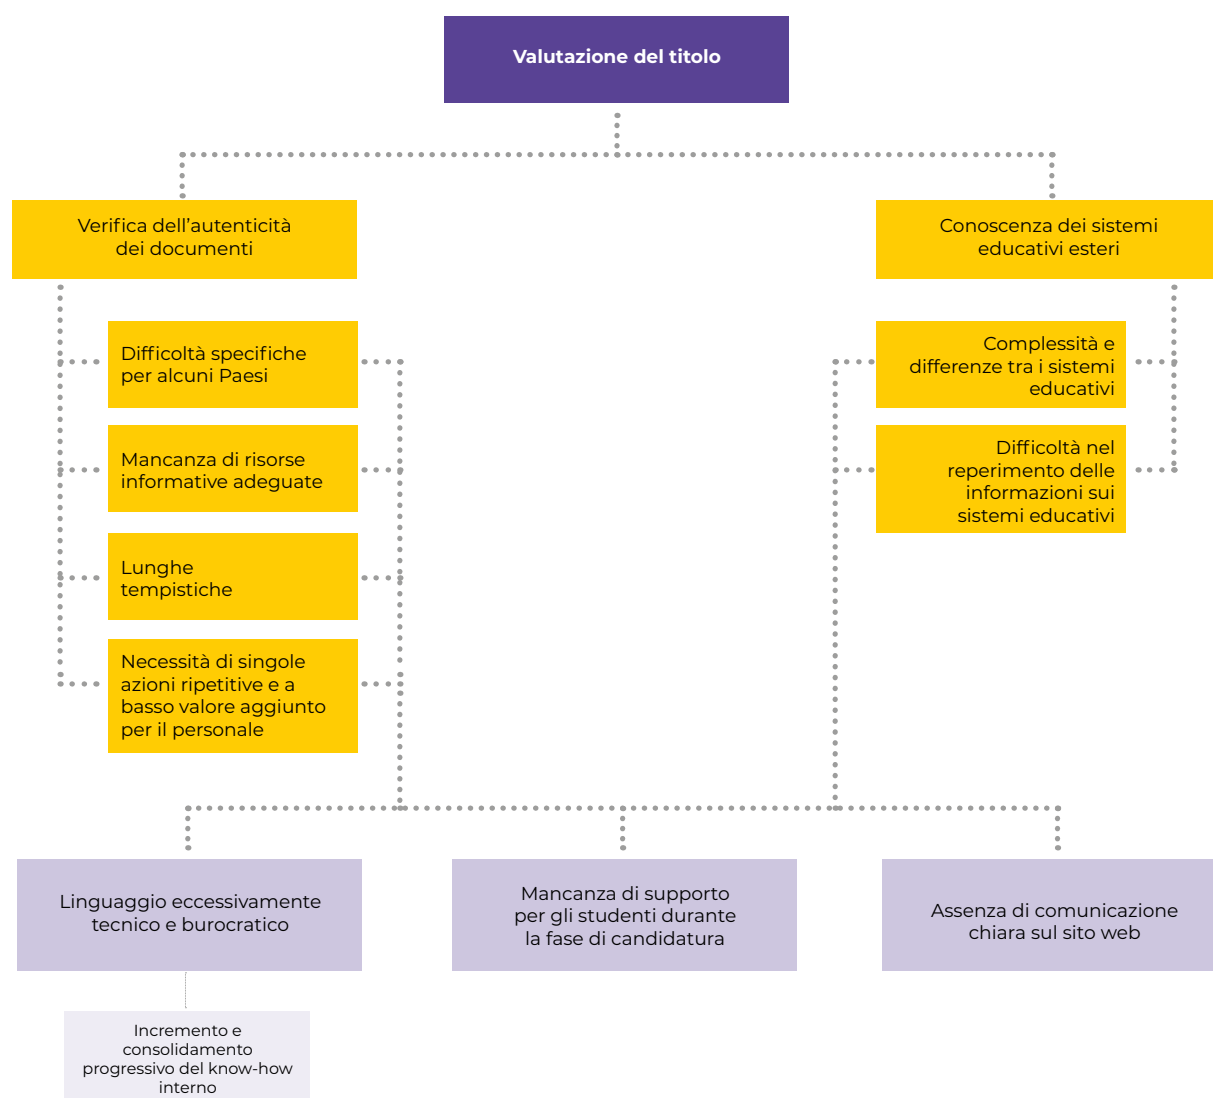 Valutazione del titolo
Verifica dell’autenticità
dei documenti
Conoscenza dei sistemi
educativi esteri
Difficoltà specifiche
per alcuni Paesi
Mancanza di risorse
informative adeguate
Lunghe
tempistiche
Necessità di singole
azioni ripetitive e a
basso valore aggiunto
per il personale
Complessità e
differenze tra i sistemi
educativi
Difficoltà nel
reperimento delle
informazioni sui
sistemi educativi
Linguaggio eccessivamente
tecnico e burocratico
Mancanza di supporto
per gli studenti durante
la fase di candidatura
Assenza di comunicazione
chiara sul sito web
Incremento e
consolidamento
progressivo del know-how
interno